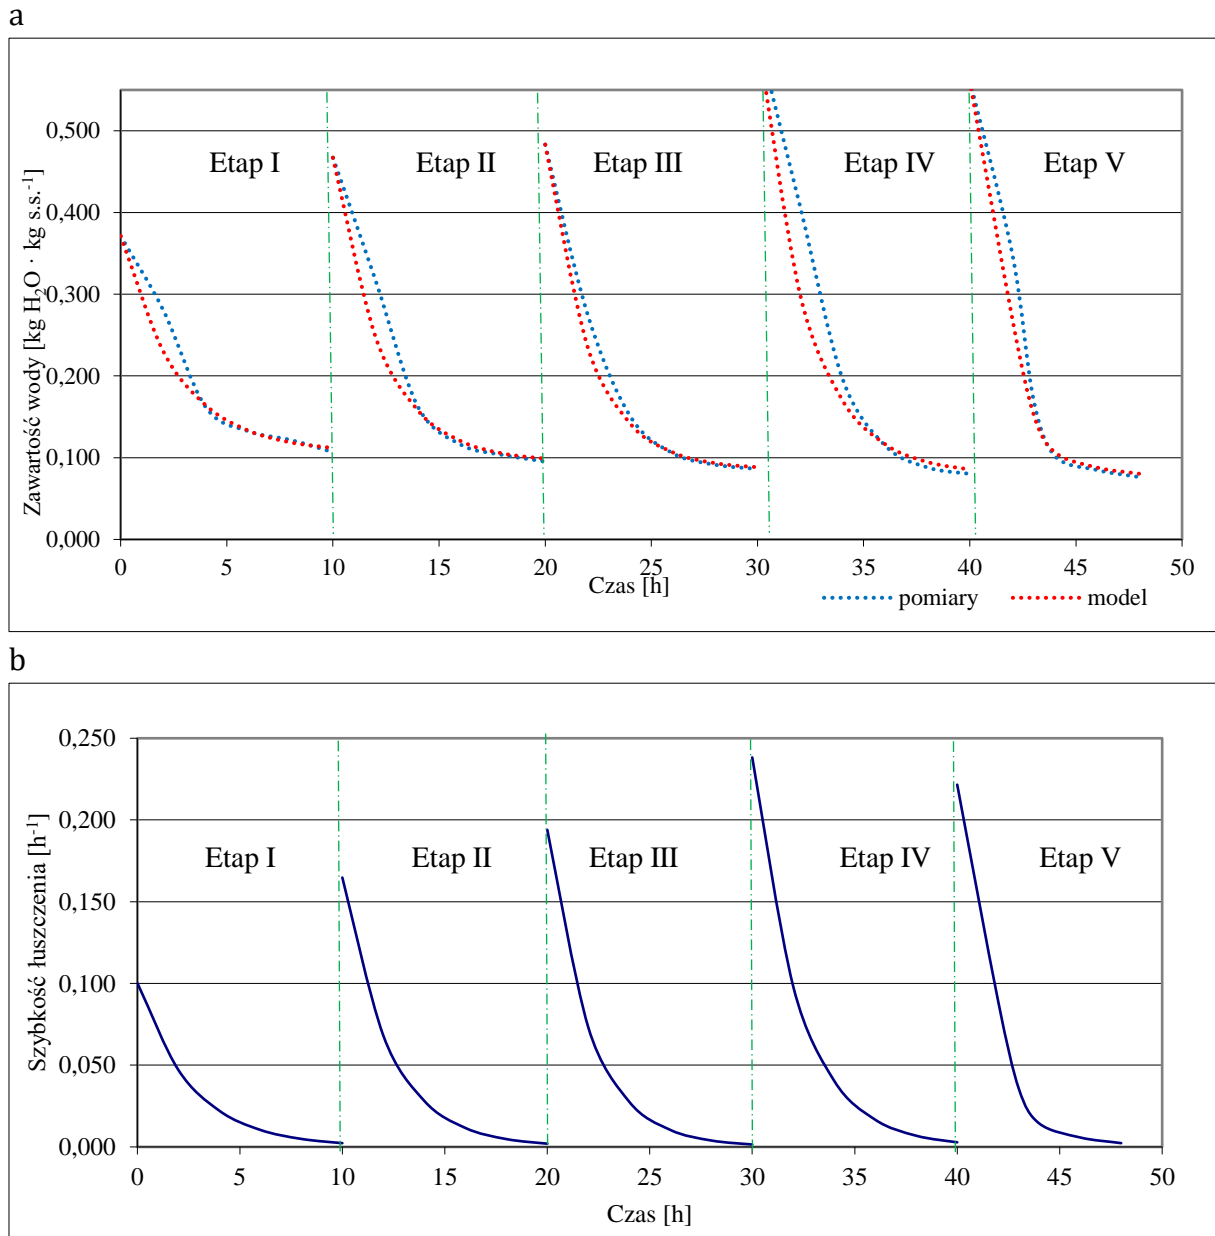 a
Zawartość wody [kg H₂O · kg s.s.⁻¹]
0,500
0,400
0,300
0,200
0,100
0,000
Etap I Etap II Etap III Etap IV Etap V
0 5 10 15 20 25 30 35 40 45 50
Czas [h]
pomiary model
b
Szybkość łuszczenia [h⁻¹]
0,250
0,200
0,150
0,100
0,050
0,000
Etap I Etap II Etap III Etap IV Etap V
0 5 10 15 20 25 30 35 40 45 50
Czas [h]